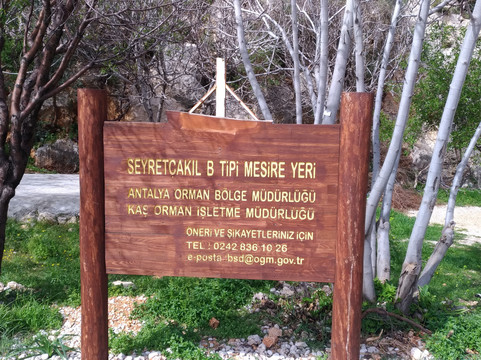 SEYRETÇAKIL B TİPİ MESİRE YERİ
ANTALYA ORMAN BÖLGE MÜDÜRLÜĞÜ
KAŞ ORMAN İŞLETME MÜDÜRLÜĞÜ
ÖNERİ VE ŞİKAYETLERİNİZ İÇİN
TEL : 0242 836 10 26
e-posta-bsd@ogm.gov.tr